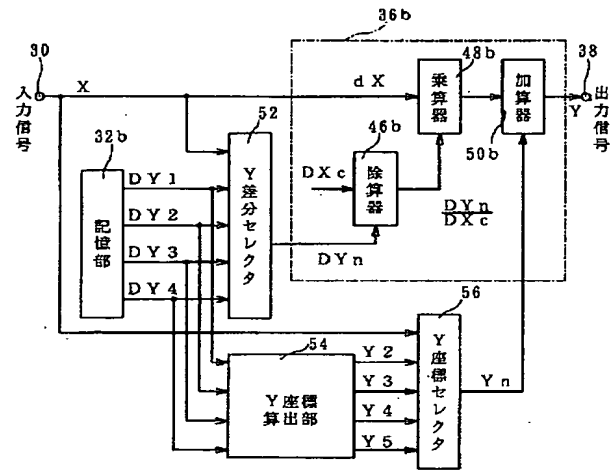 36b
30
48b
38
入力信号
X
dX
乗算器
加算器
Y
出力信号
52
50b
32b
46b
DXc
除算器
DYn
DXc
記憶部
DY1
DY2
DY3
DY4
Y差分セレクタ
DYn
56
54
Y座標算出部
Y2
Y3
Y4
Y5
Y座標セレクタ
Yn